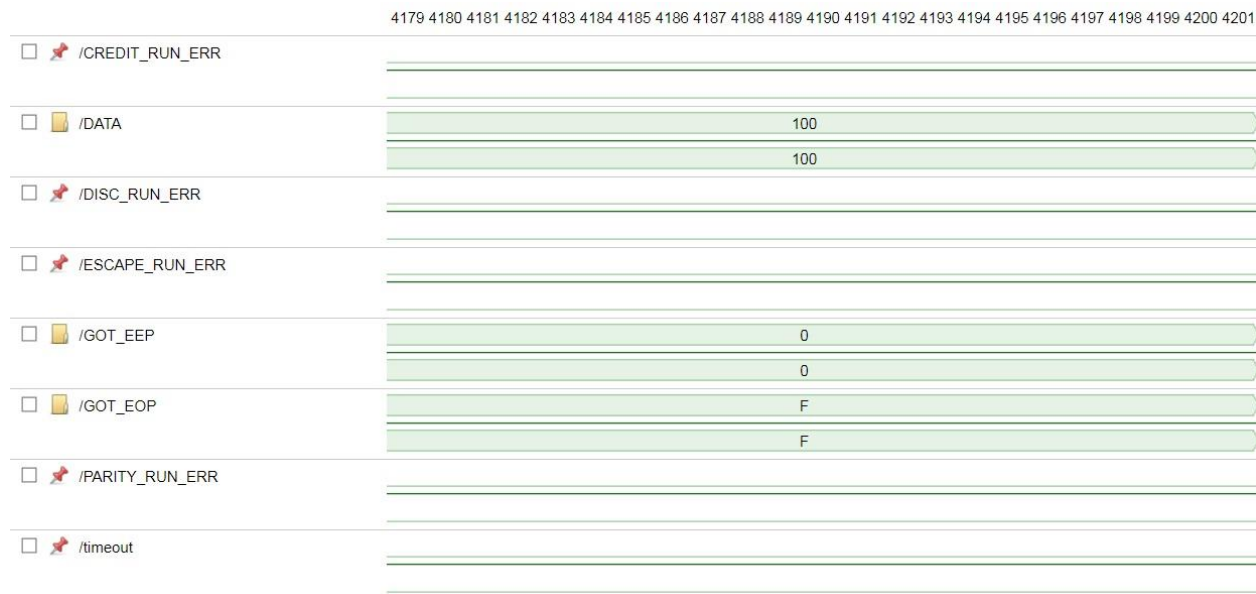 4179 4180 4181 4182 4183 4184 4185 4186 4187 4188 4189 4190 4191 4192 4193 4194 4195 4196 4197 4198 4199 4200 4201
/CREDIT_RUN_ERR
/DATA
100
100
/DISC_RUN_ERR
/ESCAPE_RUN_ERR
/GOT_EEP
0
0
/GOT_EOP
F
F
/PARITY_RUN_ERR
/timeout